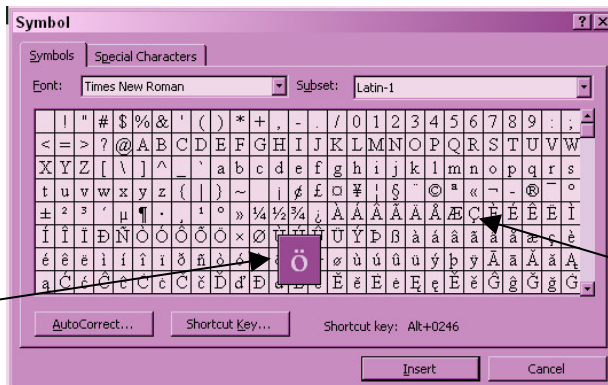 Symbol
Symbols Special Characters
Font: Times New Roman Subset: Latin-1
! " # $ % & ' ( ) * + , - . / 0 1 2 3 4 5 6 7 8 9 : ;
< = > ? @ A B C D E F G H I J K L M N O P Q R S T U V W
X Y Z [ \ ] ^ _ ` a b c d e f g h i j k l m n o p q r s
t u v w x y z { | } ~ ¡ ¢ £ ¤ ¥ ¦ § ¨ © ª « ¬ - ® ¯ °
± ² ³ ´ µ ¶ · ¸ ¹ º » ¼ ½ ¾ ¿ À Á Â Ã Ä Å Æ Ç È É Ê Ë Ì
Í Î Ï Ð Ñ Ò Ó Ô Õ Ö × Ø Ù Ú Û Ü Ý Þ ß à á â ã ä å æ ç è
é ê ë ì í î ï ð ñ ò ó ö ø ù ú û ü ý þ ÿ Ā ā Ă ă Ą
ą Ć ć Ĉ ĉ Ċ ċ Č č Ď ď Đ Ĕ ĕ Ė ė Ę ę Ě ě Ĝ ĝ Ğ ğ Ġ
AutoCorrect... Shortcut Key... Shortcut key: Alt+0246
Insert Cancel